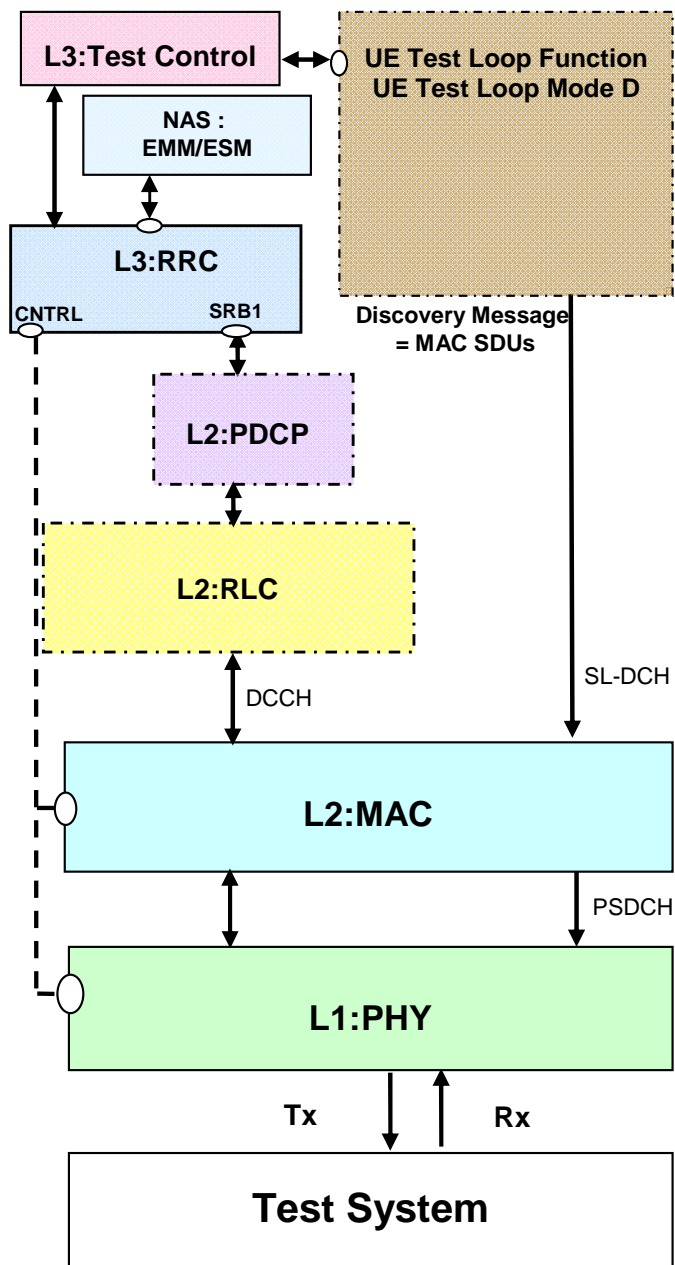 L3:Test Control
UE Test Loop Function
UE Test Loop Mode D
NAS :
EMM/ESM
L3:RRC
CNTRL
SRB1
Discovery Message
= MAC SDUs
L2:PDCP
L2:RLC
DCCH
SL-DCH
L2:MAC
PSDCH
L1:PHY
Tx
Rx
Test System